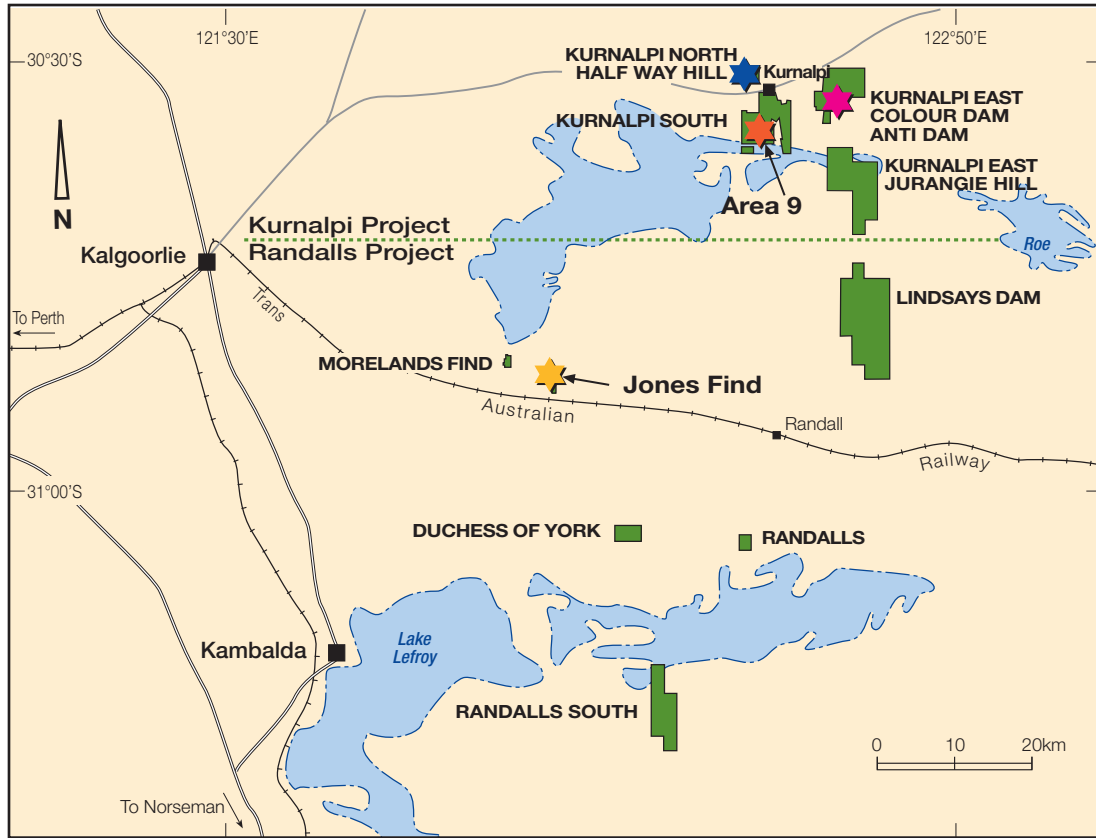 121°30'E
122°50'E
30°30'S
KURNALPI NORTH
HALF WAY HILL
Kurnalpi
KURNALPI EAST
COLOUR DAM
ANTI DAM
KURNALPI SOUTH
KURNALPI EAST
JURANGIE HILL
Area 9
N
Kurnalpi Project
Randalls Project
Kalgoorlie
Roe
Trans
LINDSAYS DAM
To Perth
MORELANDS FIND
Jones Find
Australian
Randall
Railway
31°00'S
DUCHESS OF YORK
RANDALLS
Kambalda
Lake
Lefroy
RANDALLS SOUTH
0 10 20km
To Norseman